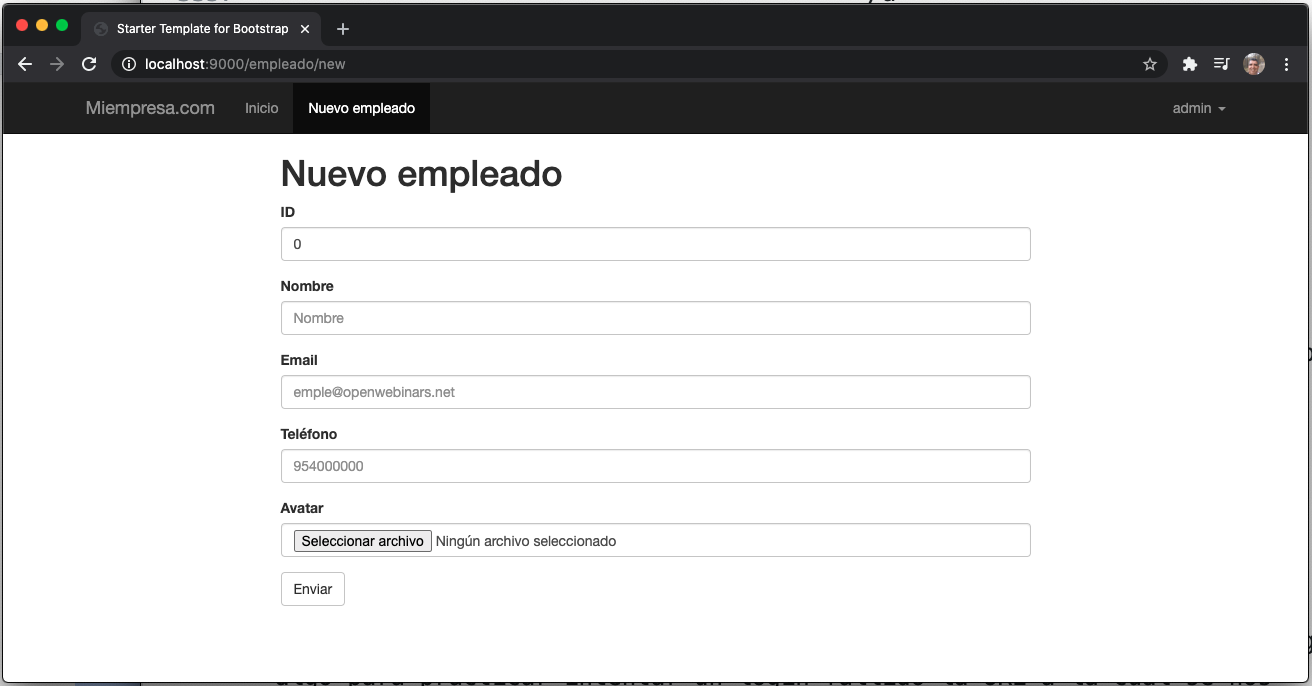 Starter Template for Bootstrap
localhost:9000/empleado/new
Miempresa.com Inicio Nuevo empleado admin
Nuevo empleado
ID
0
Nombre
Nombre
Email
emple@openwebinars.net
Teléfono
954000000
Avatar
Seleccionar archivo Ningún archivo seleccionado
Enviar